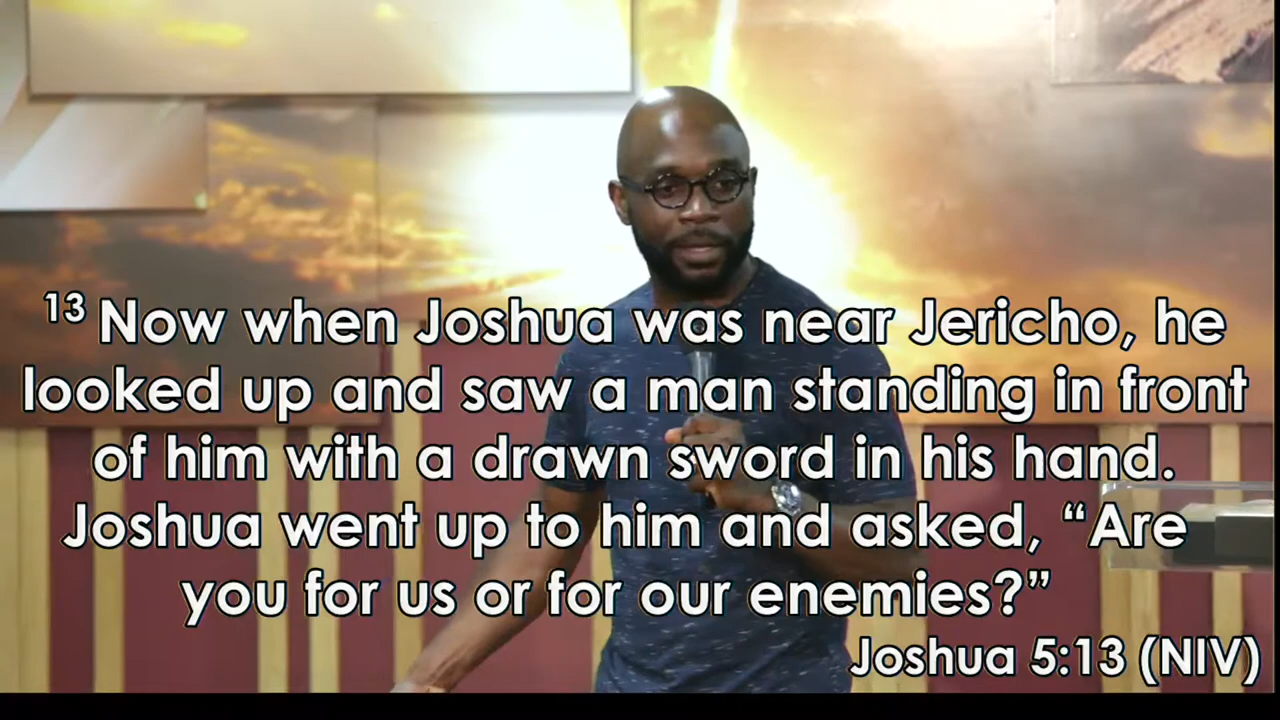 13 Now when Joshua was near Jericho, he
looked up and saw a man standing in front
of him with a drawn sword in his hand.
Joshua went up to him and asked, “Are
you for us or for our enemies?”
Joshua 5:13 (NIV)